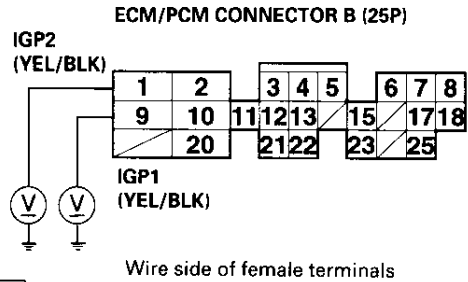 ECM/PCM CONNECTOR B (25P)
IGP2
(YEL/BLK)
1 2 3 4 5 6 7 8
9 10 11 12 13 15 17 18
20 21 22 23 25
IGP1
(YEL/BLK)
V V
Wire side of female terminals